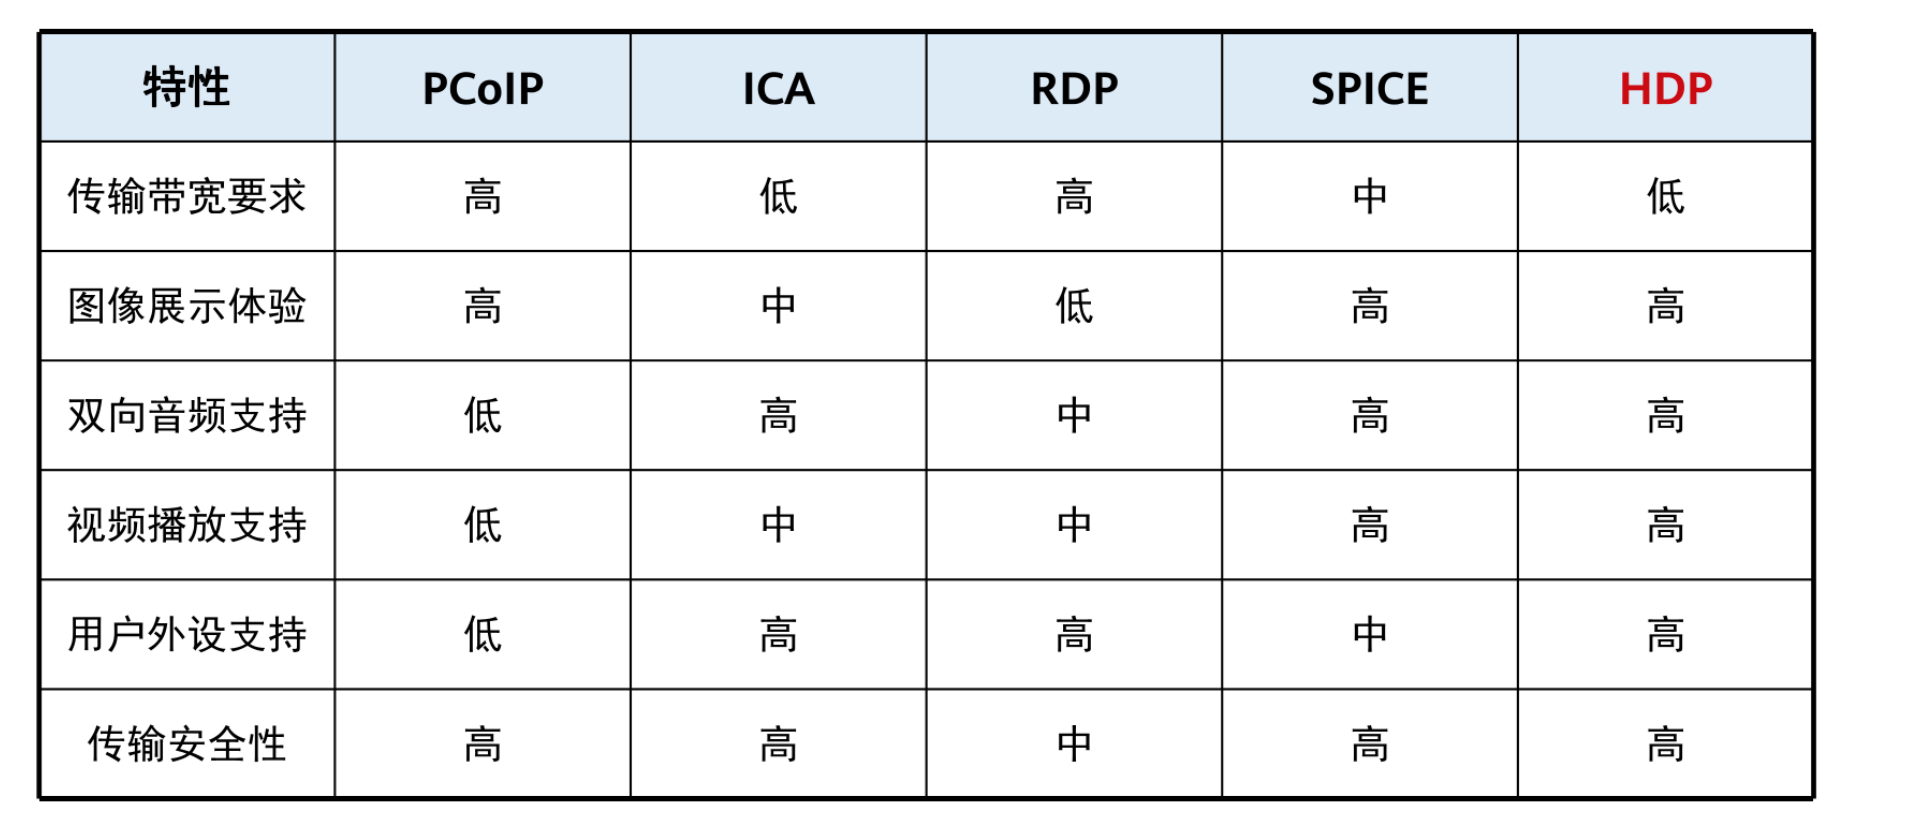 特性 PCoIP ICA RDP SPICE HDP
传输带宽要求 高 低 高 中 低
图像展示体验 高 中 低 高 高
双向音频支持 低 高 中 高 高
视频播放支持 低 中 中 高 高
用户外设支持 低 高 高 中 高
传输安全性 高 高 中 高 高